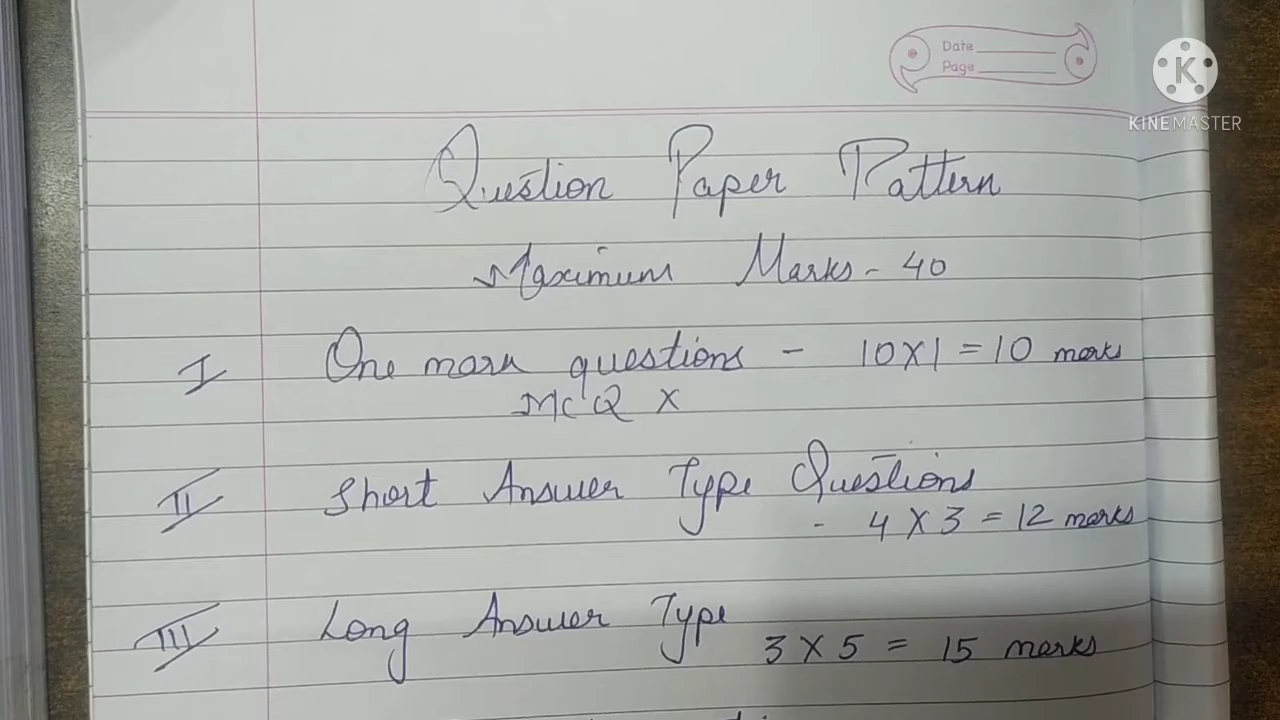 Date
Page
K
KINEMASTER
Question Paper Pattern
Maximum Marks - 40
I One mark questions - 10 X 1 = 10 marks
MCQ X
II Short Answer Type Questions
- 4 X 3 = 12 marks
III Long Answer Type
3 X 5 = 15 marks